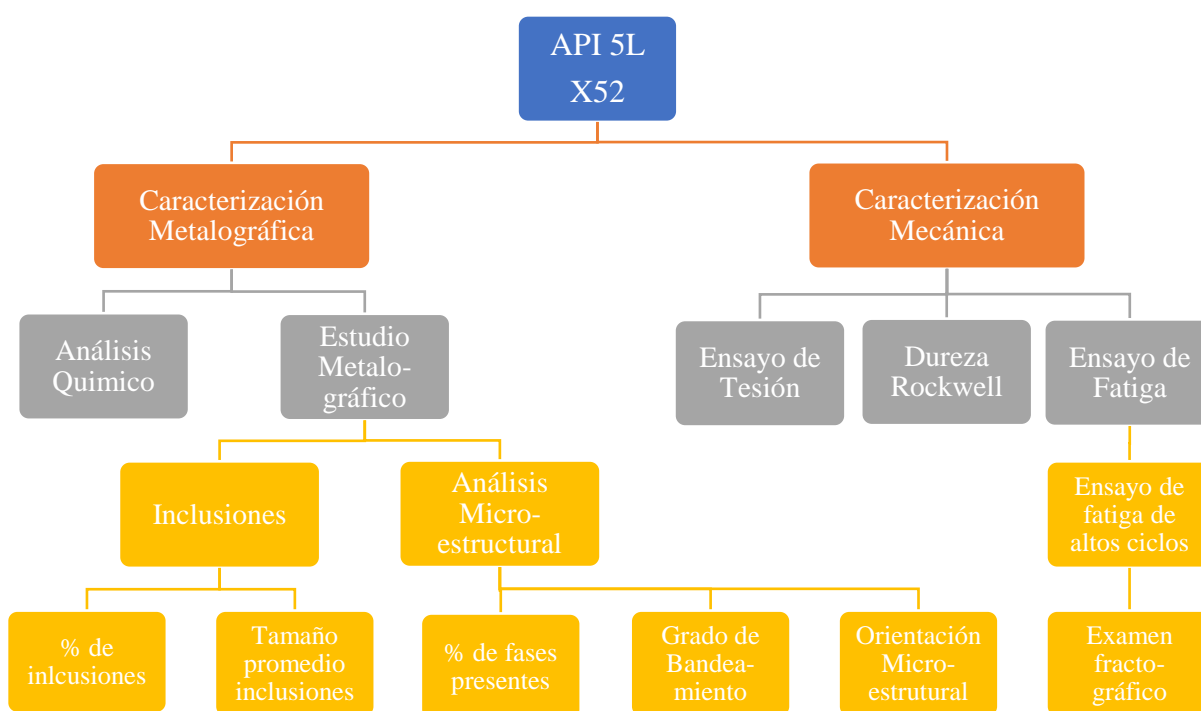 API 5L
X52
Caracterización
Metalográfica
Caracterización
Mecánica
Análisis
Quimico
Estudio
Metalo-
gráfico
Ensayo de
Tesión
Dureza
Rockwell
Ensayo de
Fatiga
Inclusiones
Análisis
Micro-
estructural
Ensayo de
fatiga de
altos ciclos
% de
inlcusiones
Tamaño
promedio
inclusiones
% de fases
presentes
Grado de
Bandea-
miento
Orientación
Micro-
estrutural
Examen
fracto-
gráfico